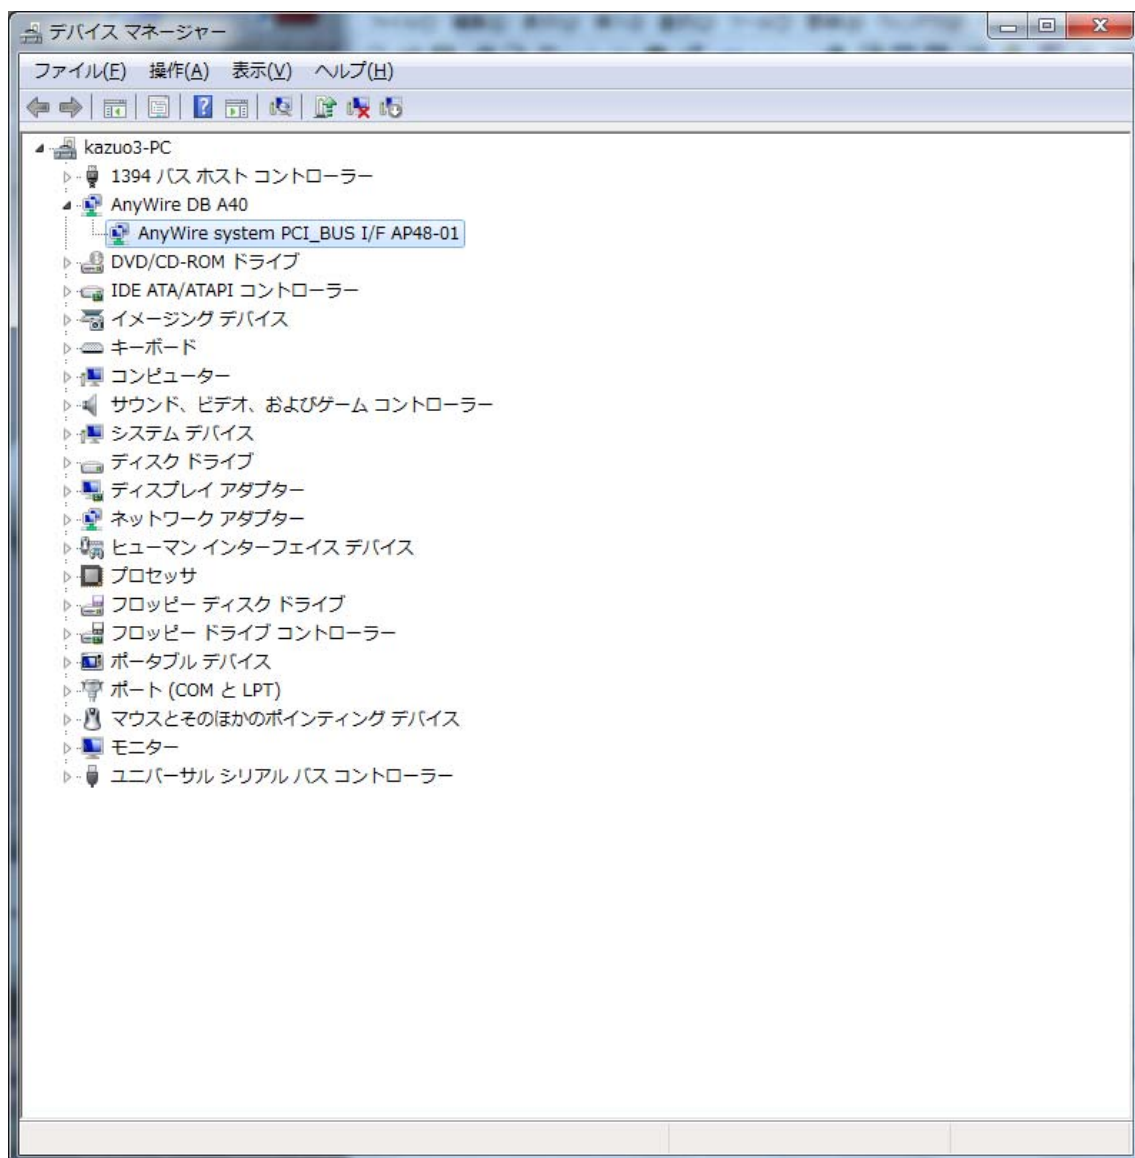 デバイス マネージャー
ファイル(F) 操作(A) 表示(V) ヘルプ(H)
kazuo3-PC
1394 バス ホスト コントローラー
AnyWire DB A40
AnyWire system PCI_BUS I/F AP48-01
DVD/CD-ROM ドライブ
IDE ATA/ATAPI コントローラー
イメージング デバイス
キーボード
コンピューター
サウンド、ビデオ、およびゲーム コントローラー
システム デバイス
ディスク ドライブ
ディスプレイ アダプター
ネットワーク アダプター
ヒューマン インターフェイス デバイス
プロセッサ
フロッピー ディスク ドライブ
フロッピー ドライブ コントローラー
ポータブル デバイス
ポート (COM と LPT)
マウスとそのほかのポインティング デバイス
モニター
ユニバーサル シリアル バス コントローラー